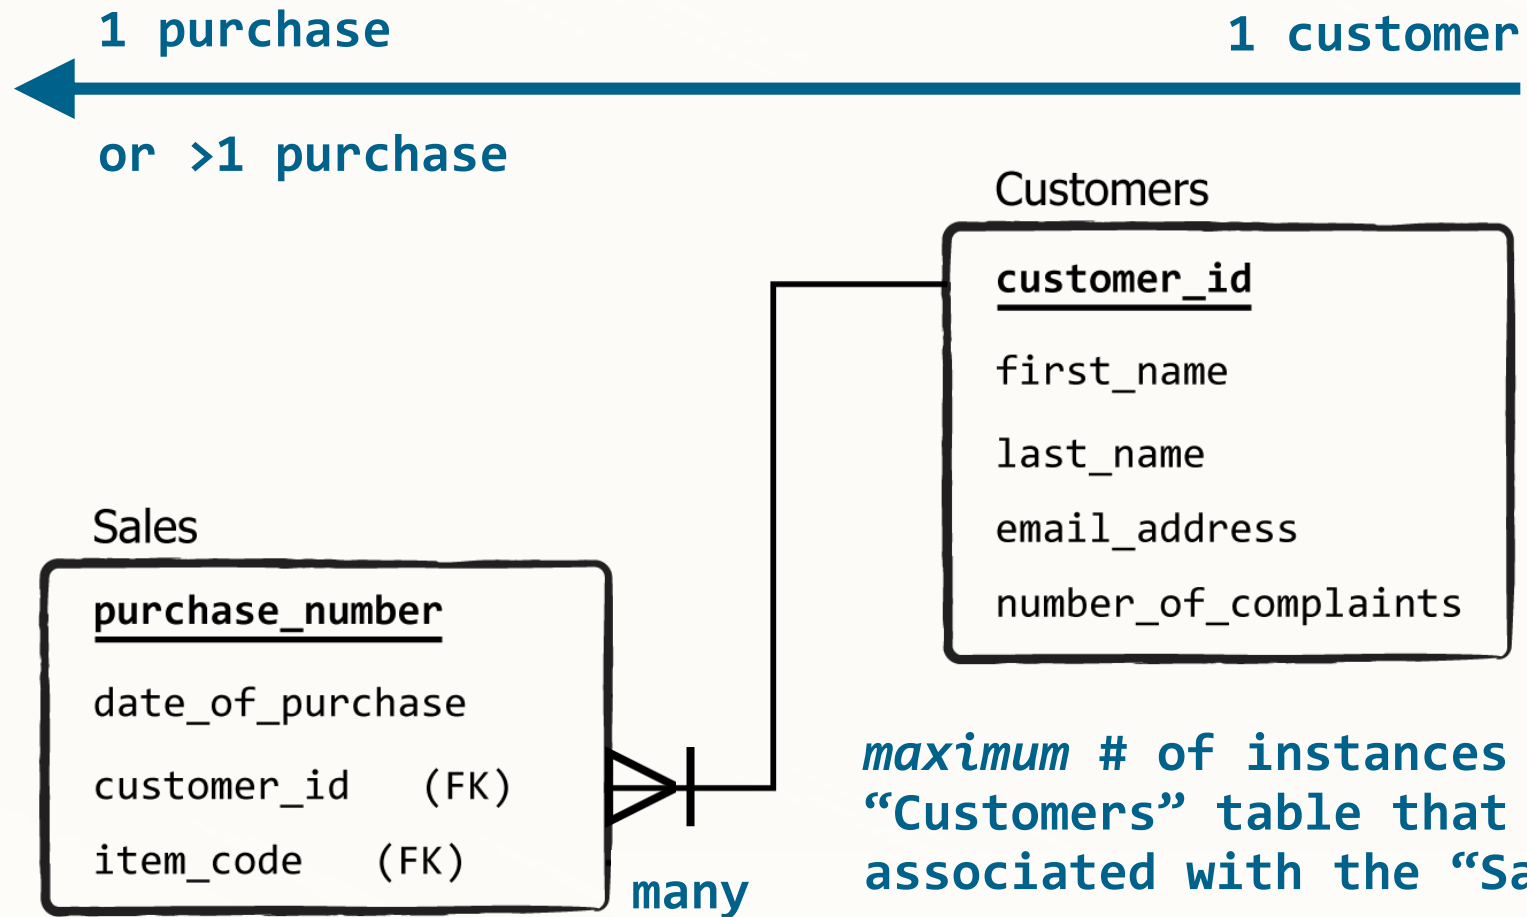 1 purchase
1 customer
or >1 purchase
Customers
customer_id
first_name
last_name
email_address
number_of_complaints
Sales
purchase_number
date_of_purchase
customer_id (FK)
item_code (FK)
many
maximum # of instances
“Customers” table that
associated with the “Sa